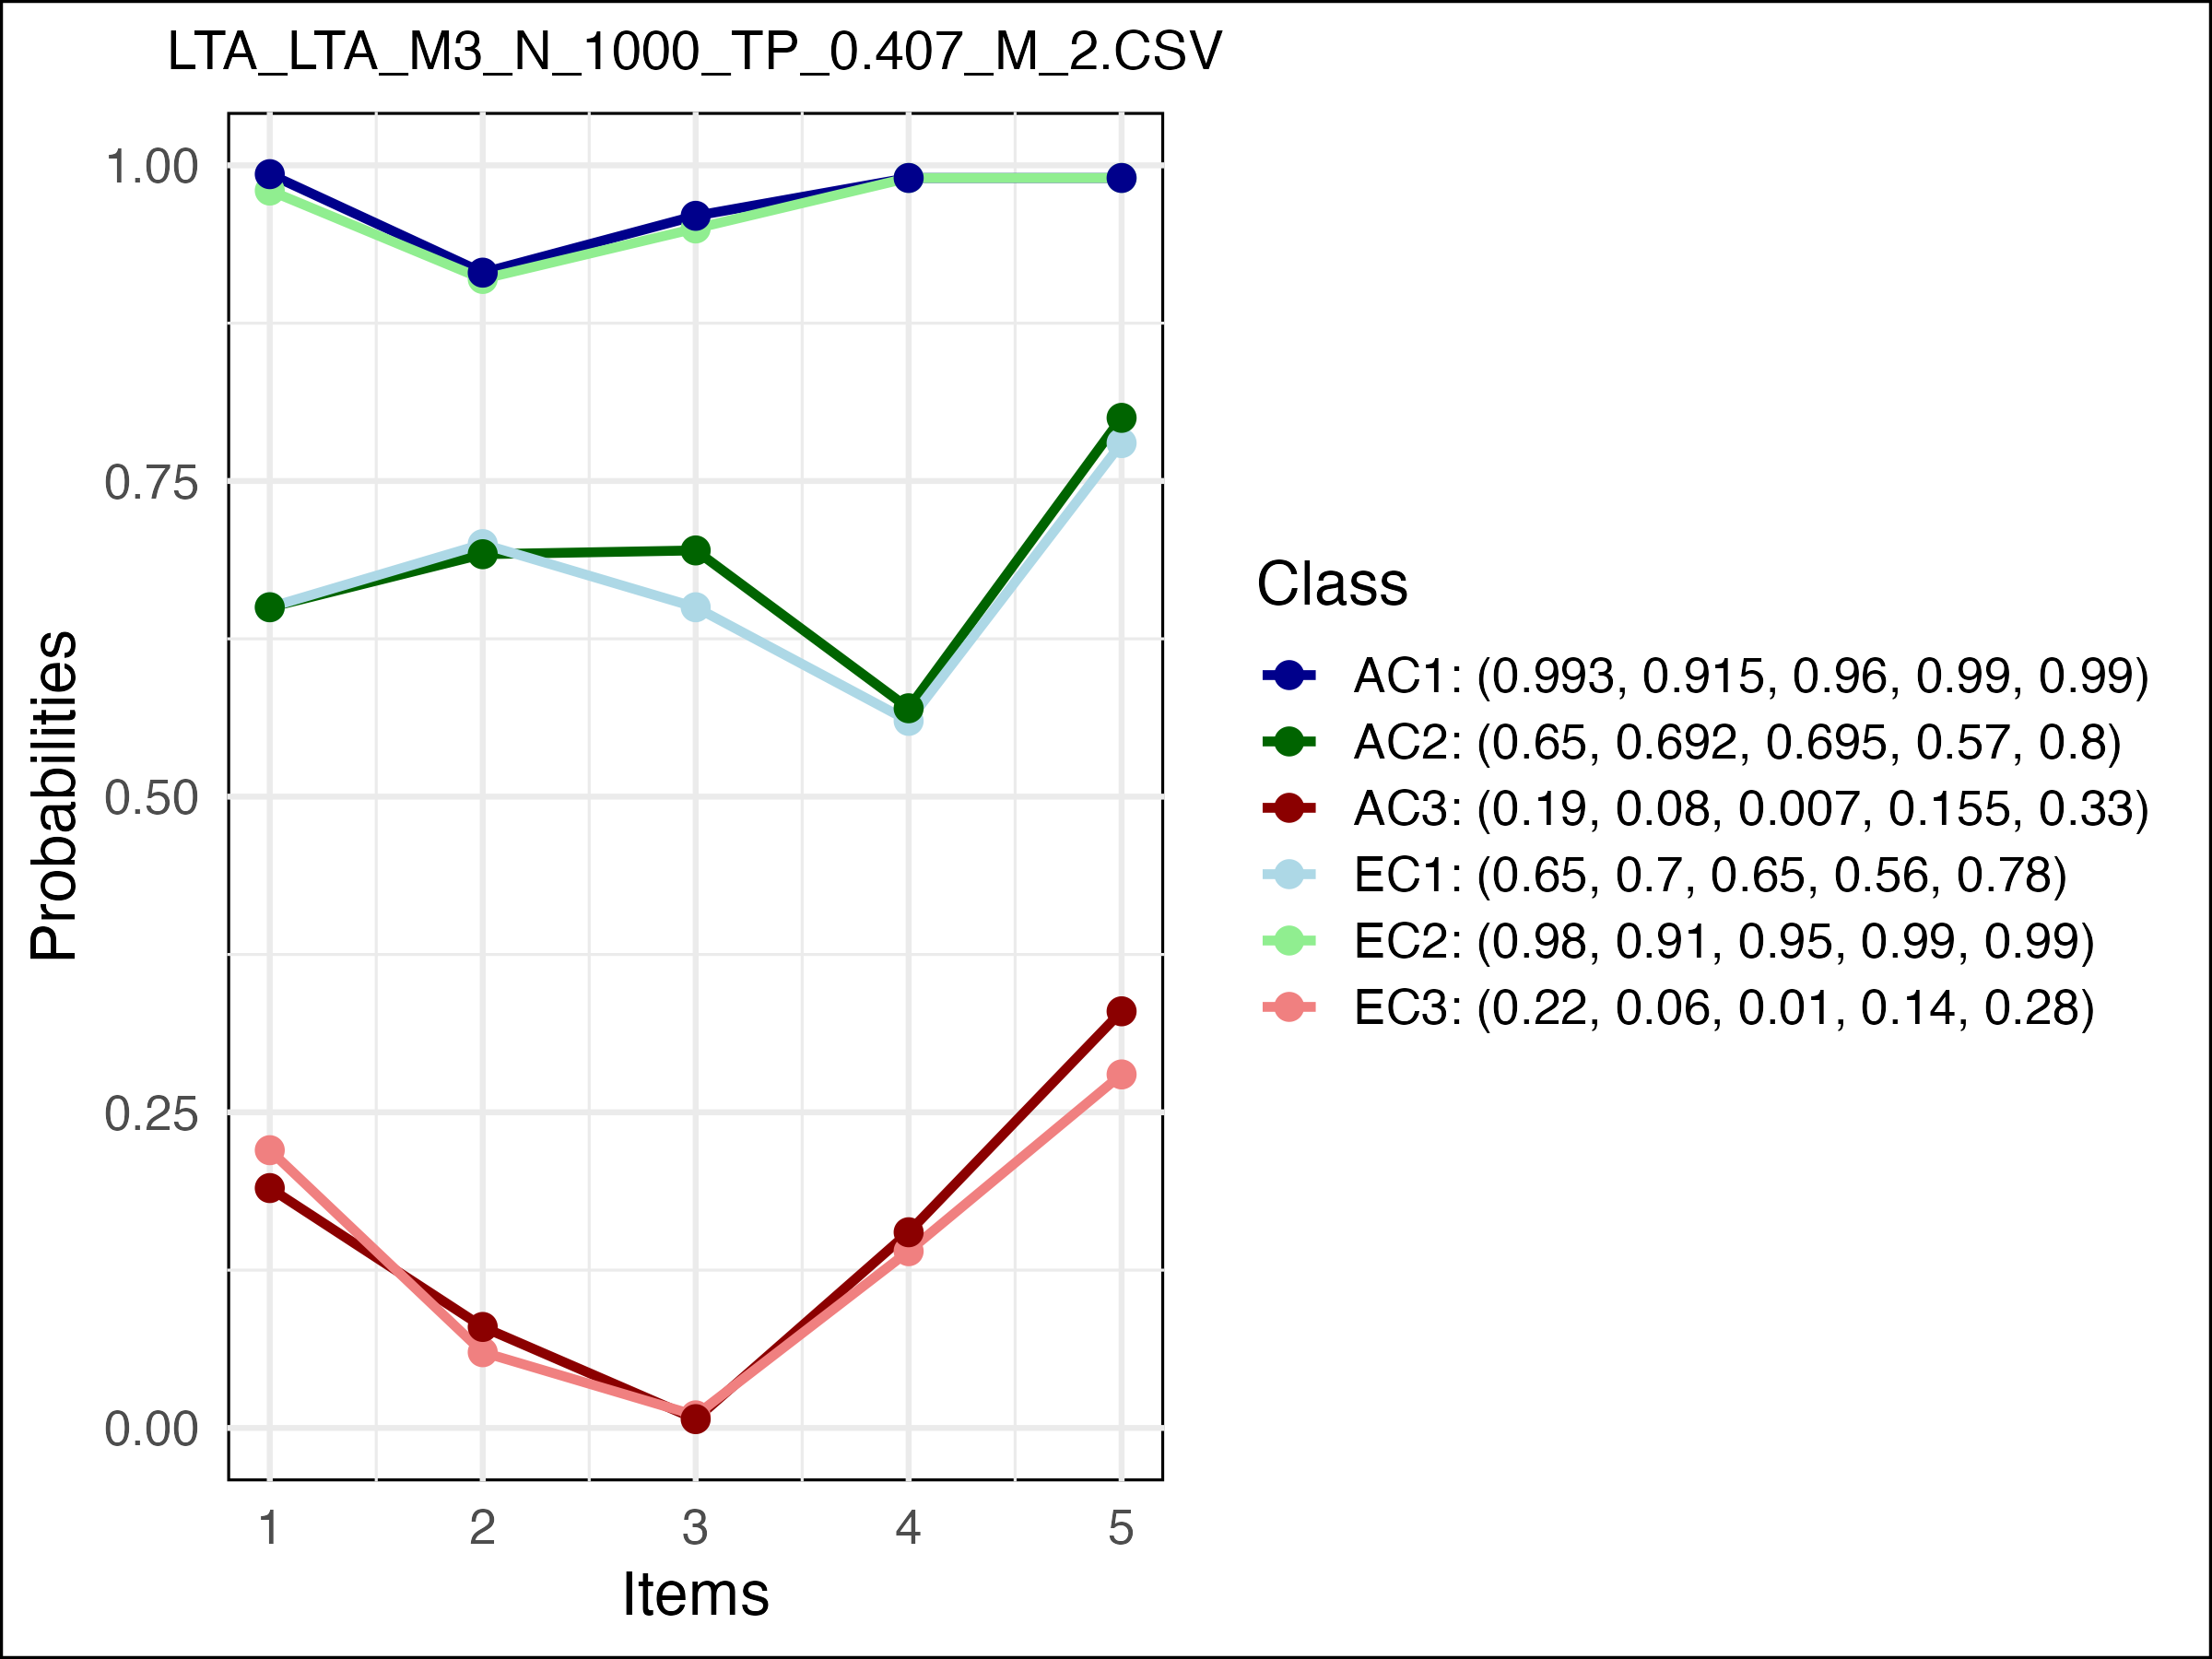 LTA_LTA_M3_N_1000_TP_0.407_M_2.CSV
1.00
0.75
0.50
0.25
0.00
Probabilities
1 2 3 4 5
Items
Class
AC1: (0.993, 0.915, 0.96, 0.99, 0.99)
AC2: (0.65, 0.692, 0.695, 0.57, 0.8)
AC3: (0.19, 0.08, 0.007, 0.155, 0.33)
EC1: (0.65, 0.7, 0.65, 0.56, 0.78)
EC2: (0.98, 0.91, 0.95, 0.99, 0.99)
EC3: (0.22, 0.06, 0.01, 0.14, 0.28)